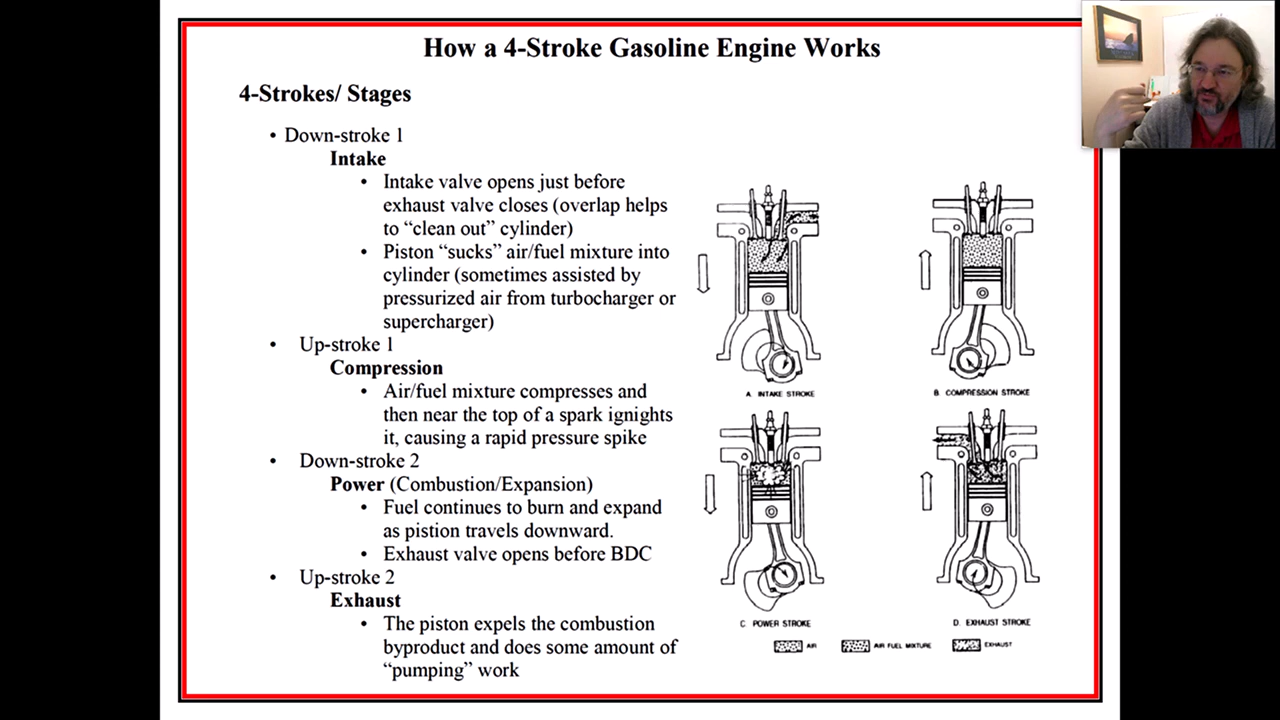 How a 4-Stroke Gasoline Engine Works
4-Strokes/ Stages
• Down-stroke 1
Intake
• Intake valve opens just before
exhaust valve closes (overlap helps
to “clean out” cylinder)
• Piston “sucks” air/fuel mixture into
cylinder (sometimes assisted by
pressurized air from turbocharger or
supercharger)
• Up-stroke 1
Compression
• Air/fuel mixture compresses and
then near the top of a spark ignights
it, causing a rapid pressure spike
• Down-stroke 2
Power (Combustion/Expansion)
• Fuel continues to burn and expand
as pistion travels downward.
• Exhaust valve opens before BDC
• Up-stroke 2
Exhaust
• The piston expels the combustion
byproduct and does some amount of
“pumping” work
A. INTAKE STROKE
B. COMPRESSION STROKE
C. POWER STROKE
D. EXHAUST STROKE
AIR
AIR FUEL MIXTURE
EXHAUST